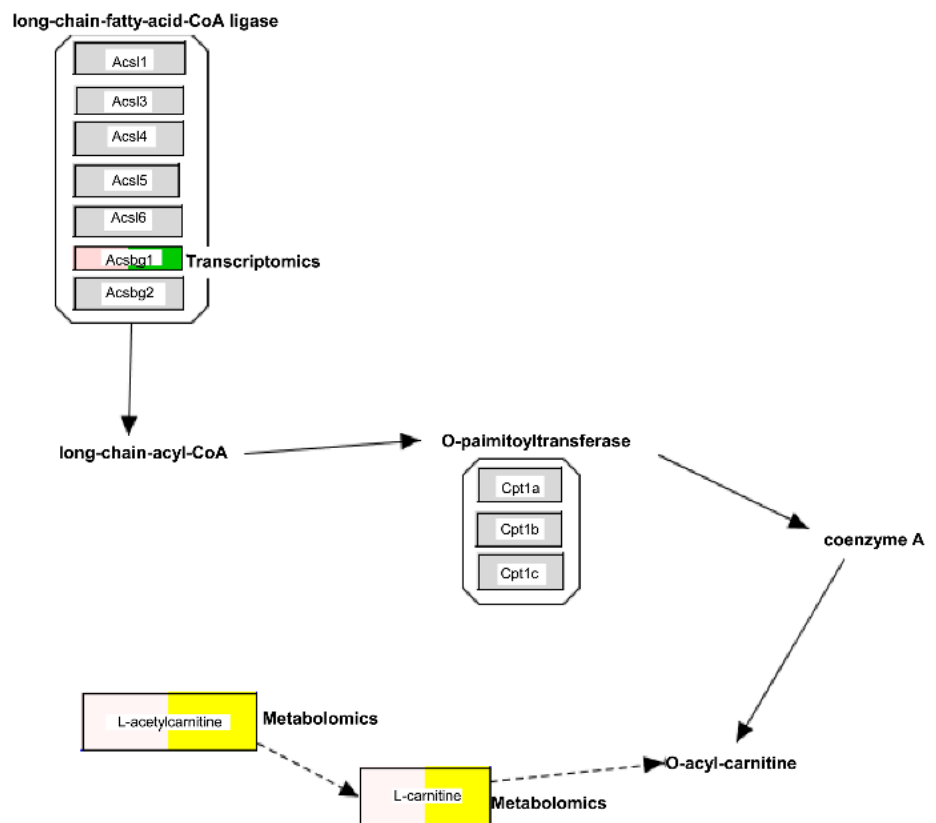 long-chain-fatty-acid-CoA ligase
Acsl1
Acsl3
Acsl4
Acsl5
Acsl6
Acsbg1 Transcriptomics
Acsbg2
long-chain-acyl-CoA
O-paimitoyltransferase
Cpt1a
Cpt1b
Cpt1c
coenzyme A
L-acetylcarnitine Metabolomics
O-acyl-carnitine
L-carnitine Metabolomics